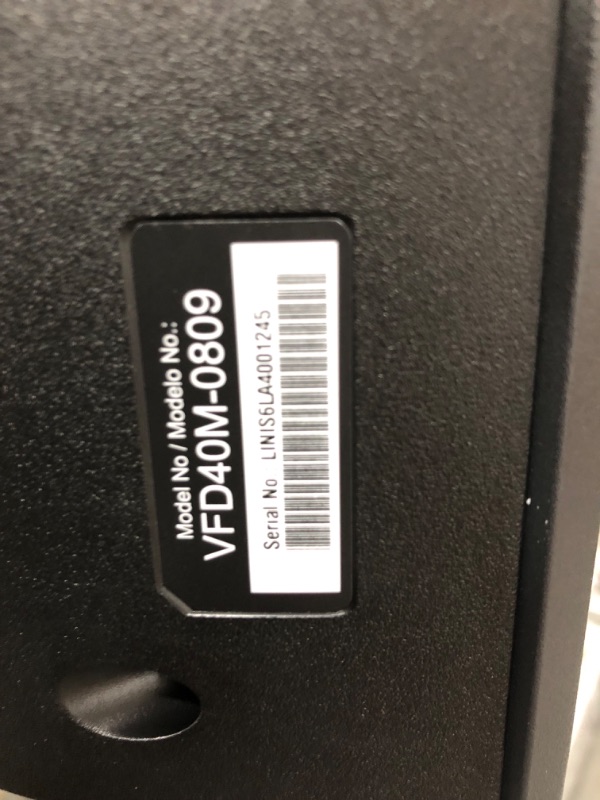 Model No / Modelo No.:
VFD40M-0809
Serial No LINIS6LA4001245